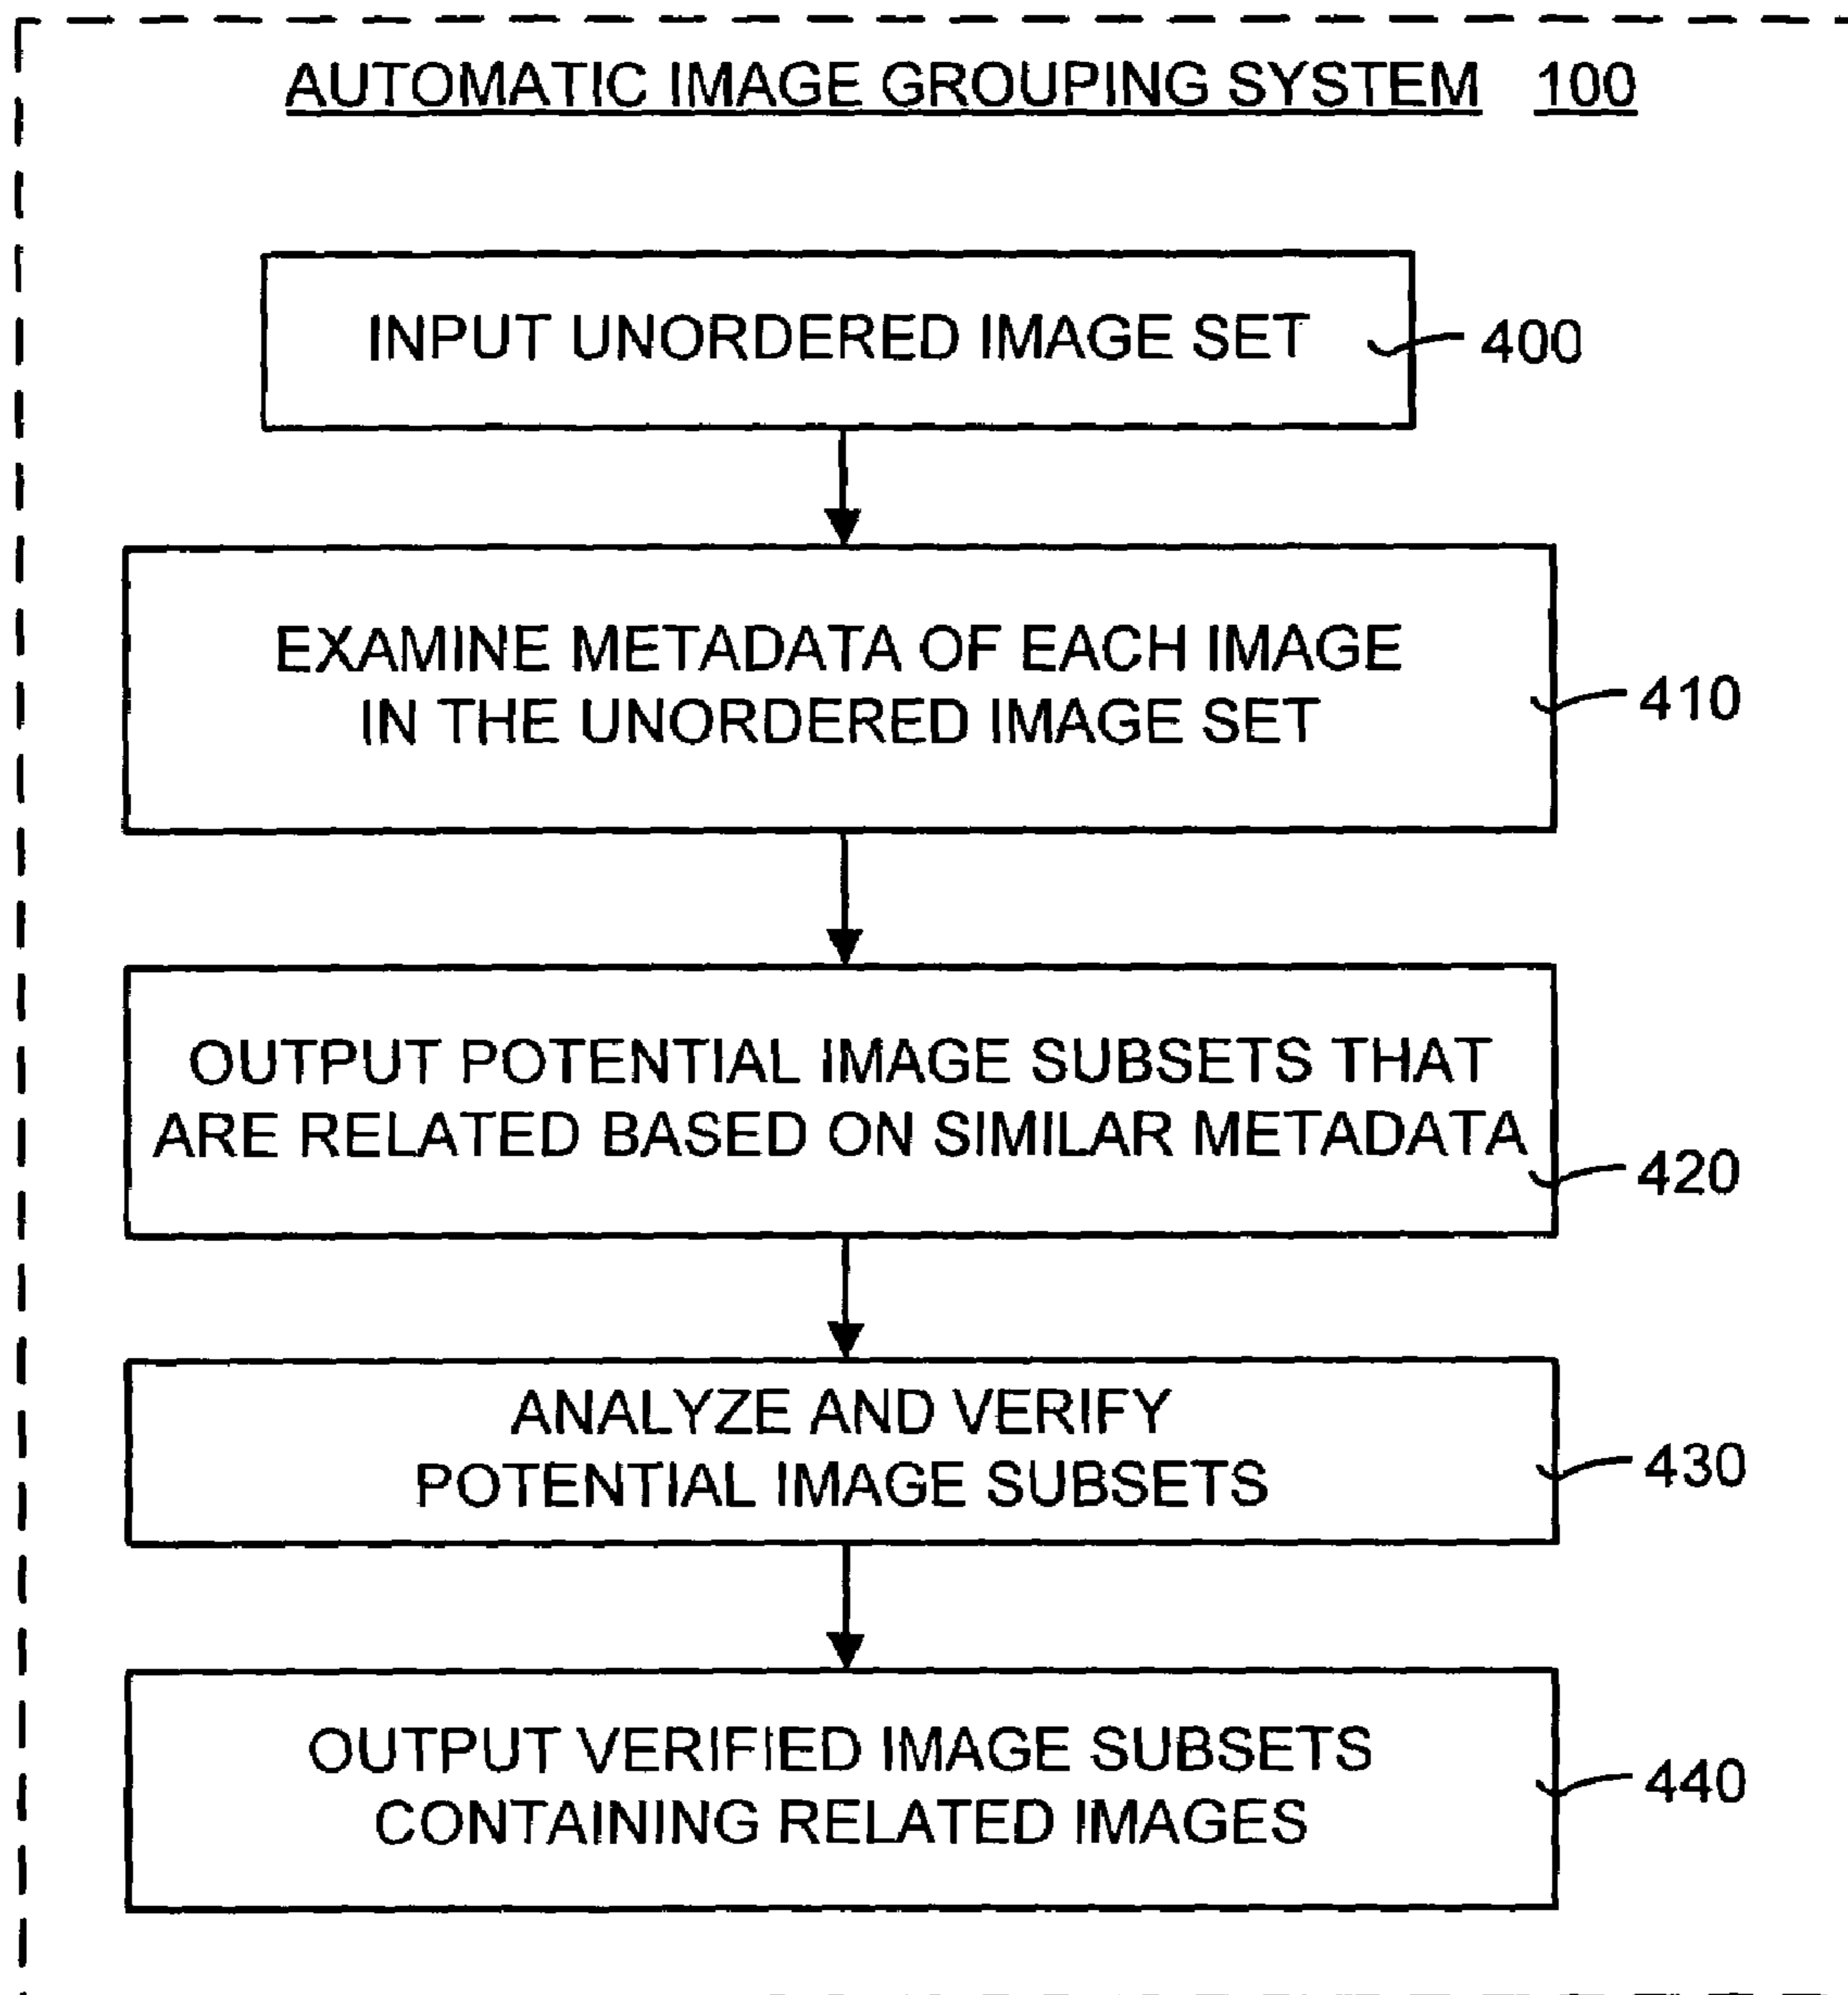 AUTOMATIC IMAGE GROUPING SYSTEM 100
INPUT UNORDERED IMAGE SET
400
EXAMINE METADATA OF EACH IMAGE
IN THE UNORDERED IMAGE SET
410
OUTPUT POTENTIAL IMAGE SUBSETS THAT
ARE RELATED BASED ON SIMILAR METADATA
420
ANALYZE AND VERIFY
POTENTIAL IMAGE SUBSETS
430
OUTPUT VERIFIED IMAGE SUBSETS
CONTAINING RELATED IMAGES
440